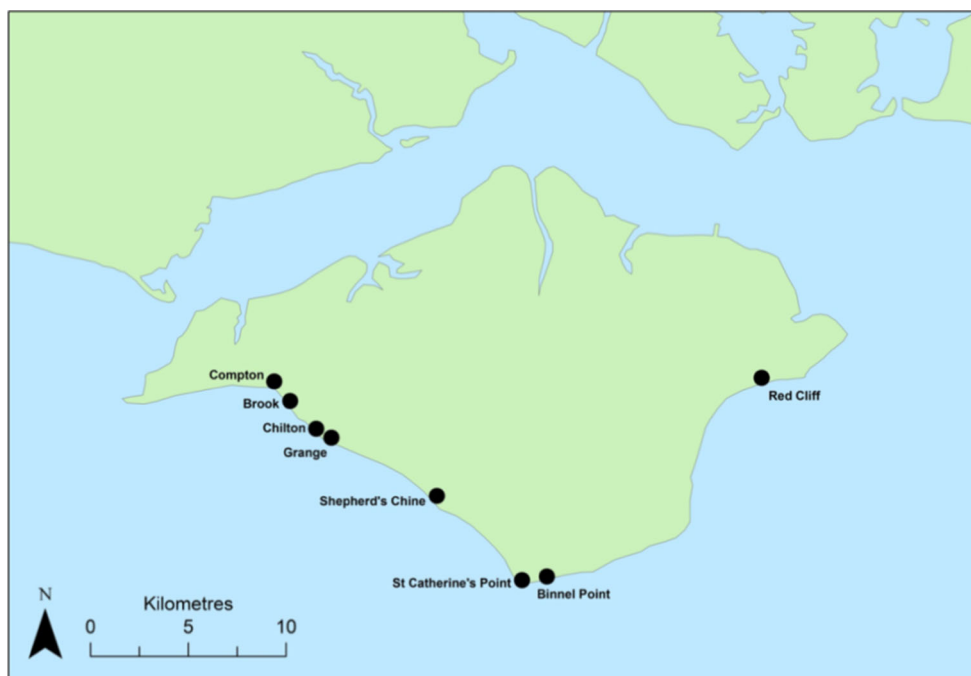 Compton
Red Cliff
Brook
Chilton
Grange
Shepherd's Chine
St Catherine's Point
Binnel Point
N
Kilometres
0 5 10